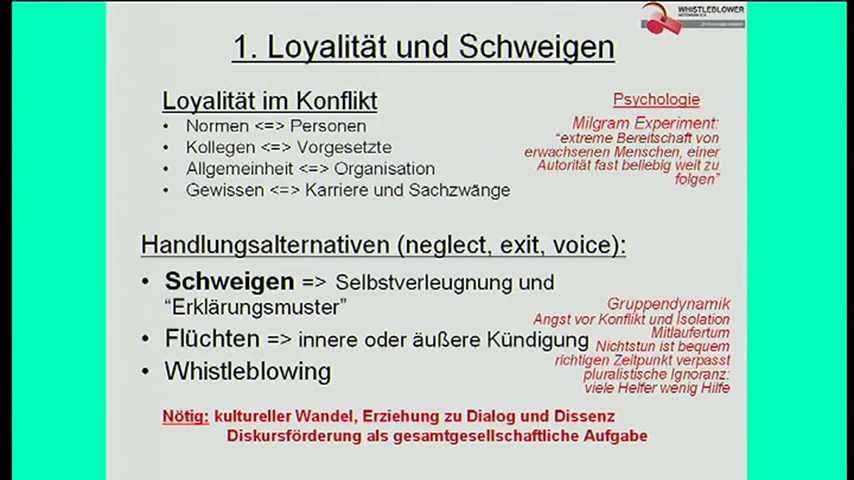 WHISTLEBLOWER
NETZWERK E.V.
1. Loyalität und Schweigen
Loyalität im Konflikt
• Normen <=> Personen
• Kollegen <=> Vorgesetzte
• Allgemeinheit <=> Organisation
• Gewissen <=> Karriere und Sachzwänge
Psychologie
Milgram Experiment:
“extreme Bereitschaft von
erwachsenen Menschen, einer
Autorität fast beliebig weit zu
folgen”
Handlungsalternativen (neglect, exit, voice):
• Schweigen => Selbstverleugnung und
“Erklärungsmuster”
• Flüchten => innere oder äußere Kündigung
• Whistleblowing
Gruppendynamik
Angst vor Konflikt und Isolation
Mitläufertum
Nichtstun ist bequem
richtigen Zeitpunkt verpasst
pluralistische Ignoranz:
viele Helfer wenig Hilfe
Nötig: kultureller Wandel, Erziehung zu Dialog und Dissenz
Diskursförderung als gesamtgesellschaftliche Aufgabe